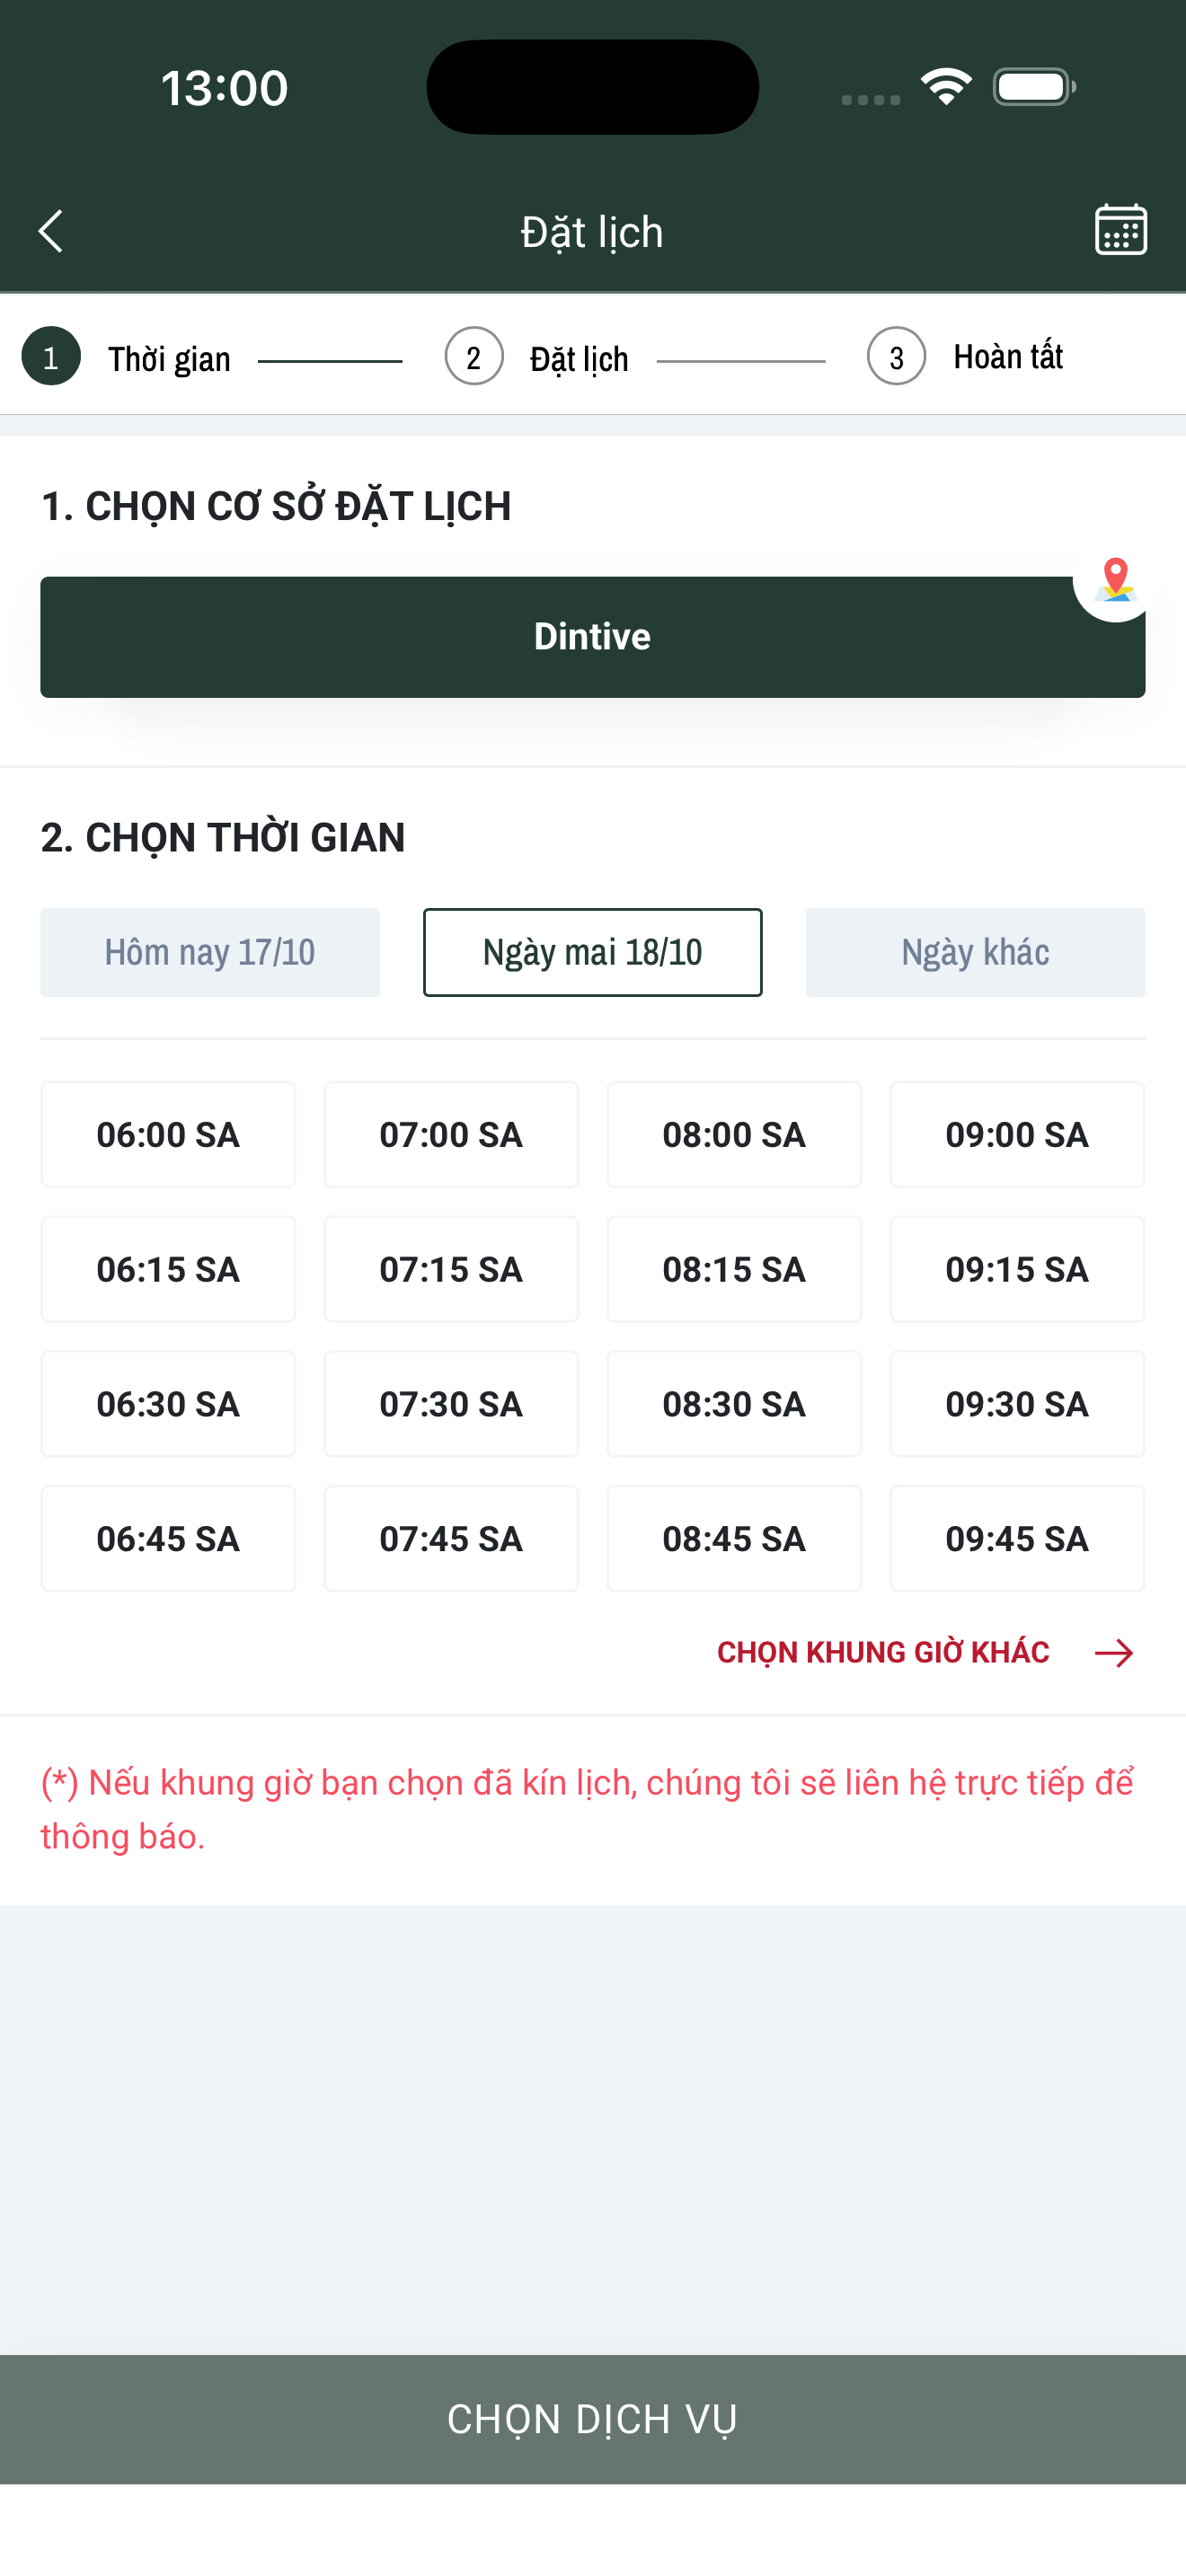 13:00
Đặt lịch
1 Thời gian 2 Đặt lịch 3 Hoàn tất
1. CHỌN CƠ SỞ ĐẶT LỊCH
Dintive
2. CHỌN THỜI GIAN
Hôm nay 17/10 Ngày mai 18/10 Ngày khác
06:00 SA 07:00 SA 08:00 SA 09:00 SA
06:15 SA 07:15 SA 08:15 SA 09:15 SA
06:30 SA 07:30 SA 08:30 SA 09:30 SA
06:45 SA 07:45 SA 08:45 SA 09:45 SA
CHỌN KHUNG GIỜ KHÁC
(*) Nếu khung giờ bạn chọn đã kín lịch, chúng tôi sẽ liên hệ trực tiếp để
thông báo.
CHỌN DỊCH VỤ